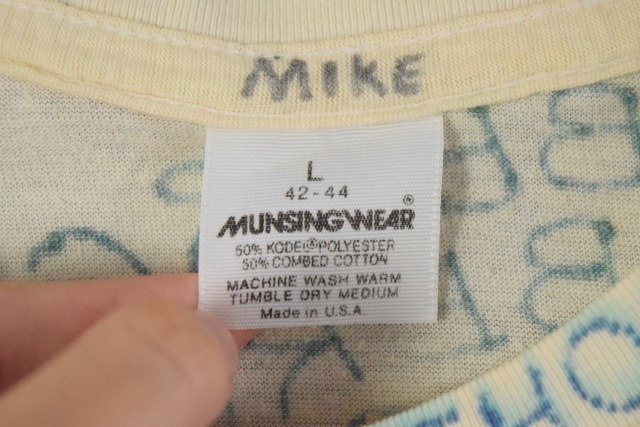 MIKE
L
42-44
MUNSINGWEAR®
50% KODEL® POLYESTER
50% COMBED COTTON
MACHINE WASH WARM
TUMBLE DRY MEDIUM
Made in U.S.A.